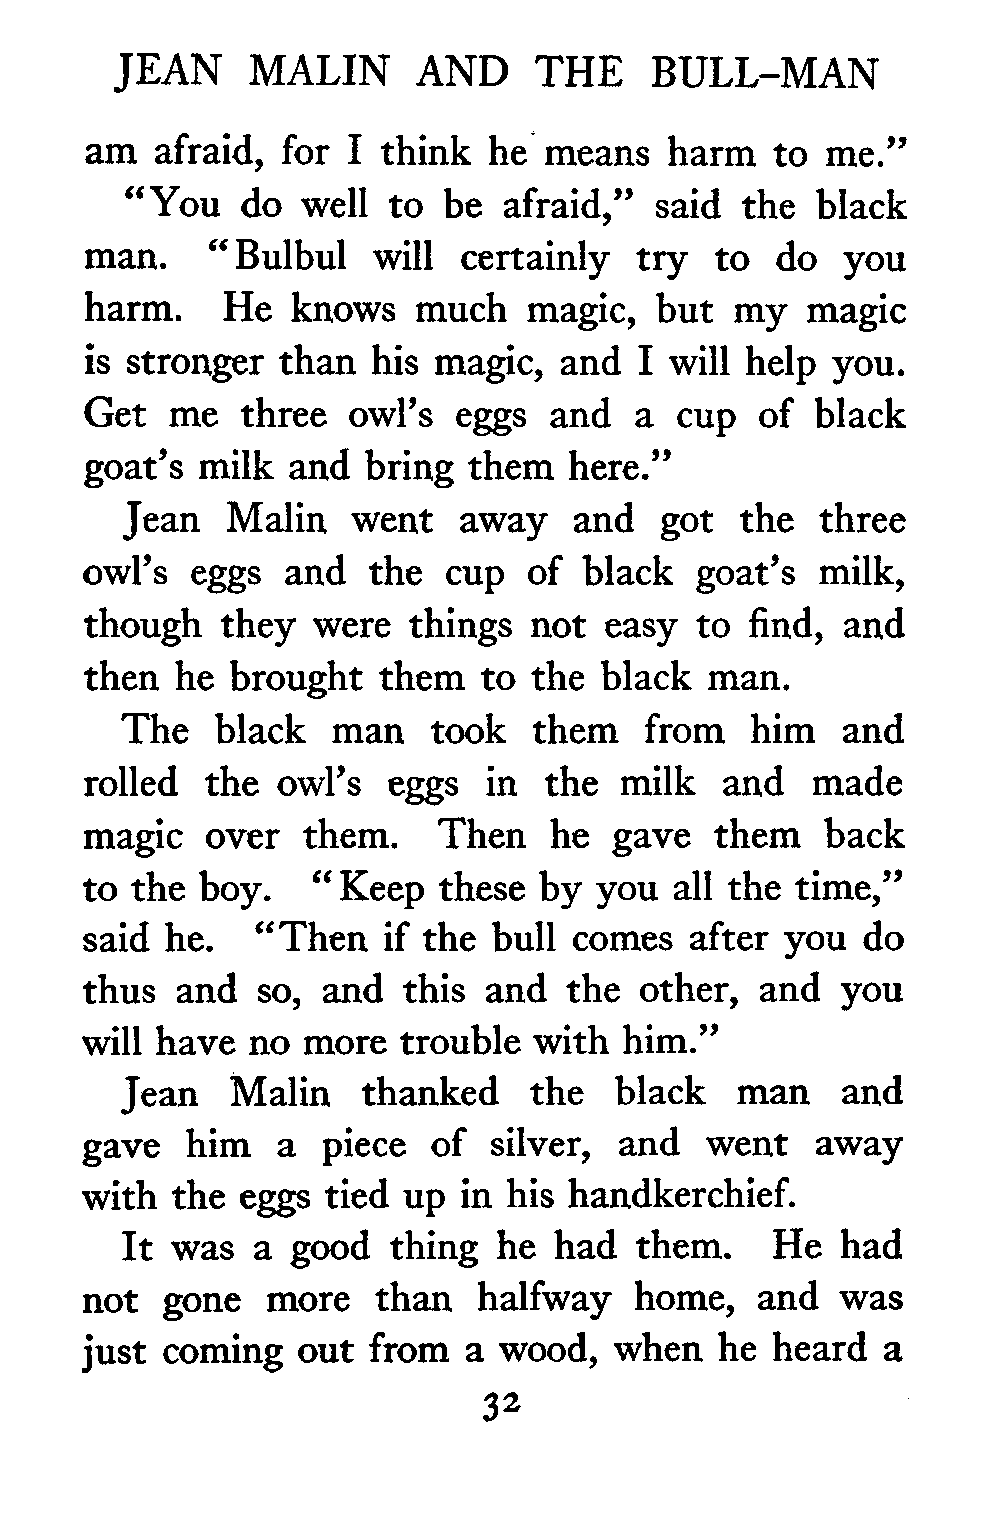 JEAN MALIN AND THE BULL-MAN
am afraid, for I think he means harm to me.”
“You do well to be afraid,” said the black
man. “Bulbul will certainly try to do you
harm. He knows much magic, but my magic
is stronger than his magic, and I will help you.
Get me three owl’s eggs and a cup of black
goat’s milk and bring them here.”
Jean Malin went away and got the three
owl’s eggs and the cup of black goat’s milk,
though they were things not easy to find, and
then he brought them to the black man.
The black man took them from him and
rolled the owl’s eggs in the milk and made
magic over them. Then he gave them back
to the boy. “Keep these by you all the time,”
said he. “Then if the bull comes after you do
thus and so, and this and the other, and you
will have no more trouble with him.”
Jean Malin thanked the black man and
gave him a piece of silver, and went away
with the eggs tied up in his handkerchief.
It was a good thing he had them. He had
not gone more than halfway home, and was
just coming out from a wood, when he heard a
32